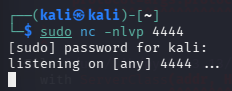 ┌──(kali㉿kali)-[~]
└─$ sudo nc -nlvp 4444
[sudo] password for kali:
listening on [any] 4444 ...